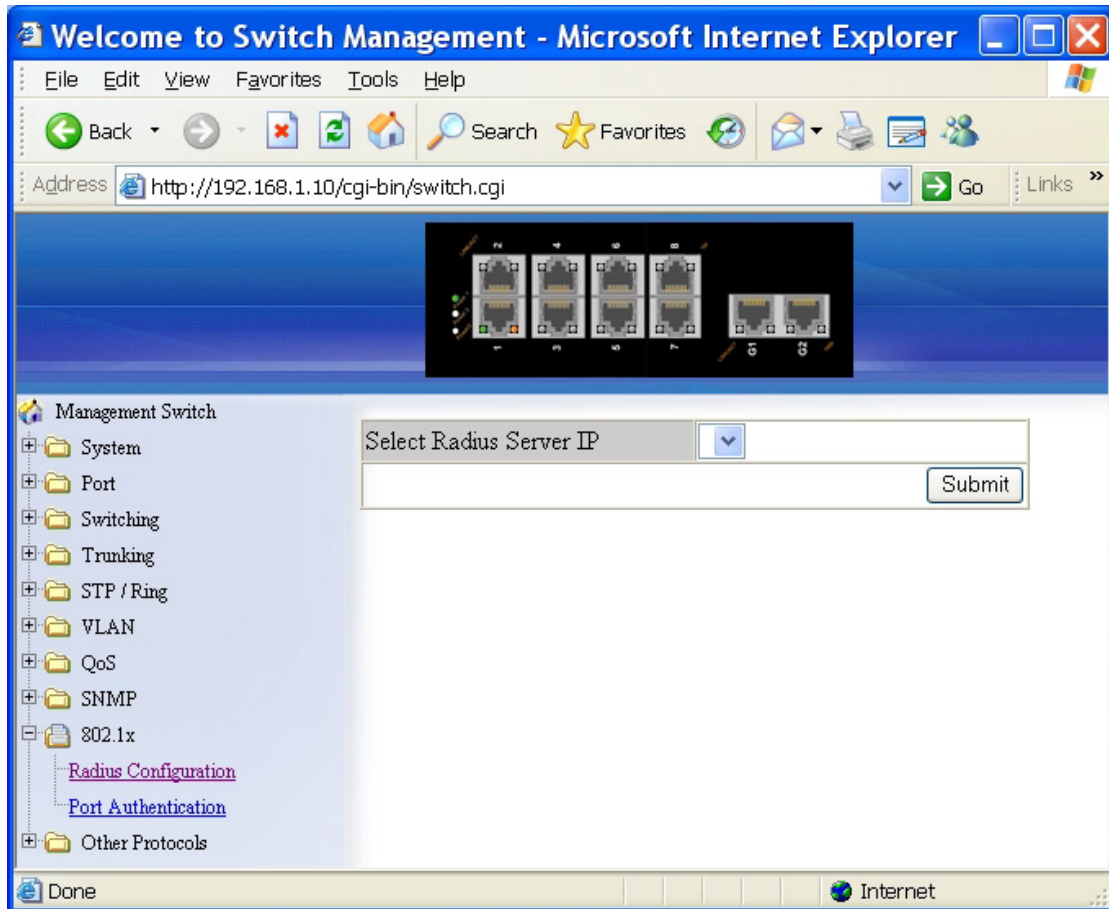 Welcome to Switch Management - Microsoft Internet Explorer
File Edit View Favorites Tools Help
Back Search Favorites
Address http://192.168.1.10/cgi-bin/switch.cgi Go Links »
2 4 6 8
1 3 5 7 G1 G2
Management Switch
System
Port
Switching
Trunking
STP / Ring
VLAN
QoS
SNMP
802.1x
Radius Configuration
Port Authentication
Other Protocols
Select Radius Server IP
Submit
Done Internet